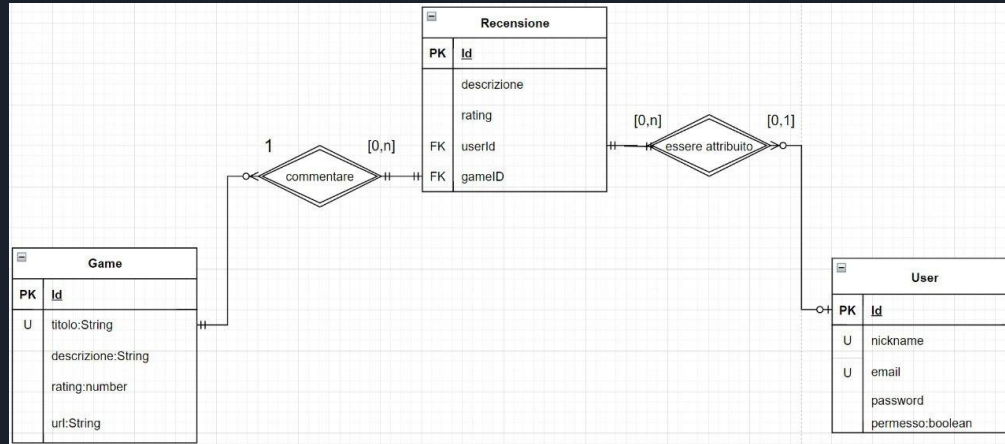 Recensione
PK Id
descrizione
rating
FK userId
FK gameID
1
[0,n]
commentare
[0,n]
[0,1]
essere attribuito
Game
PK Id
U titolo:String
descrizione:String
rating:number
url:String
User
PK Id
U nickname
U email
password
permesso:boolean